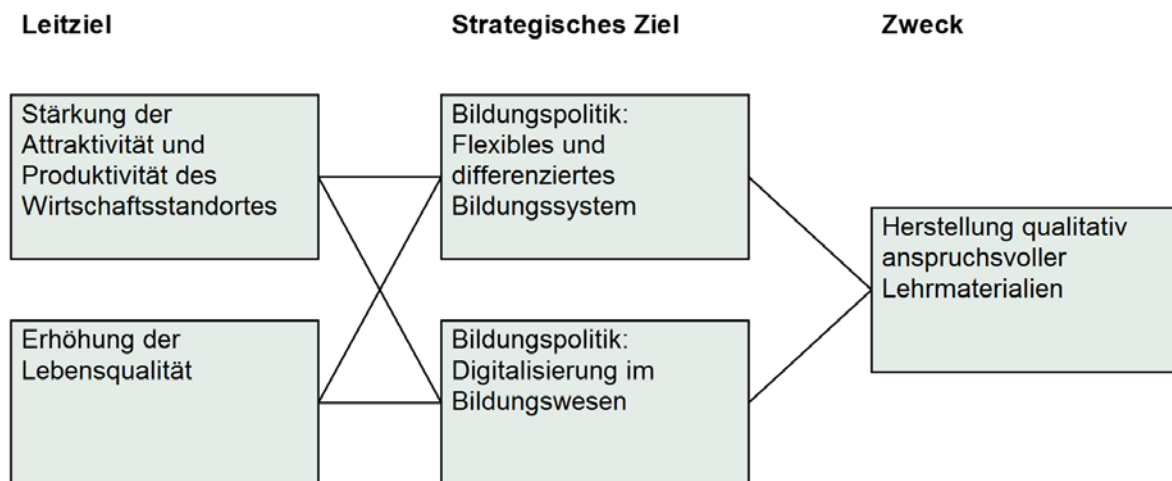 Leitziel
Strategisches Ziel
Zweck
Stärkung der
Attraktivität und
Produktivität des
Wirtschaftsstandortes
Erhöhung der
Lebensqualität
Bildungspolitik:
Flexibles und
differenziertes
Bildungssystem
Bildungspolitik:
Digitalisierung im
Bildungswesen
Herstellung qualitativ
anspruchsvoller
Lehrmaterialien